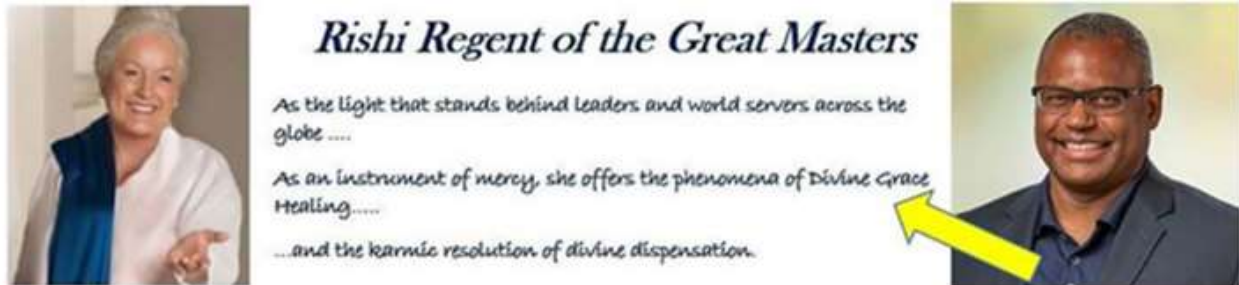 Rishi Regent of the Great Masters
As the light that stands behind leaders and world servers across the
globe ....
As an instrument of mercy, she offers the phenomena of Divine Grace
Healing.....
...and the karmic resolution of divine dispensation.